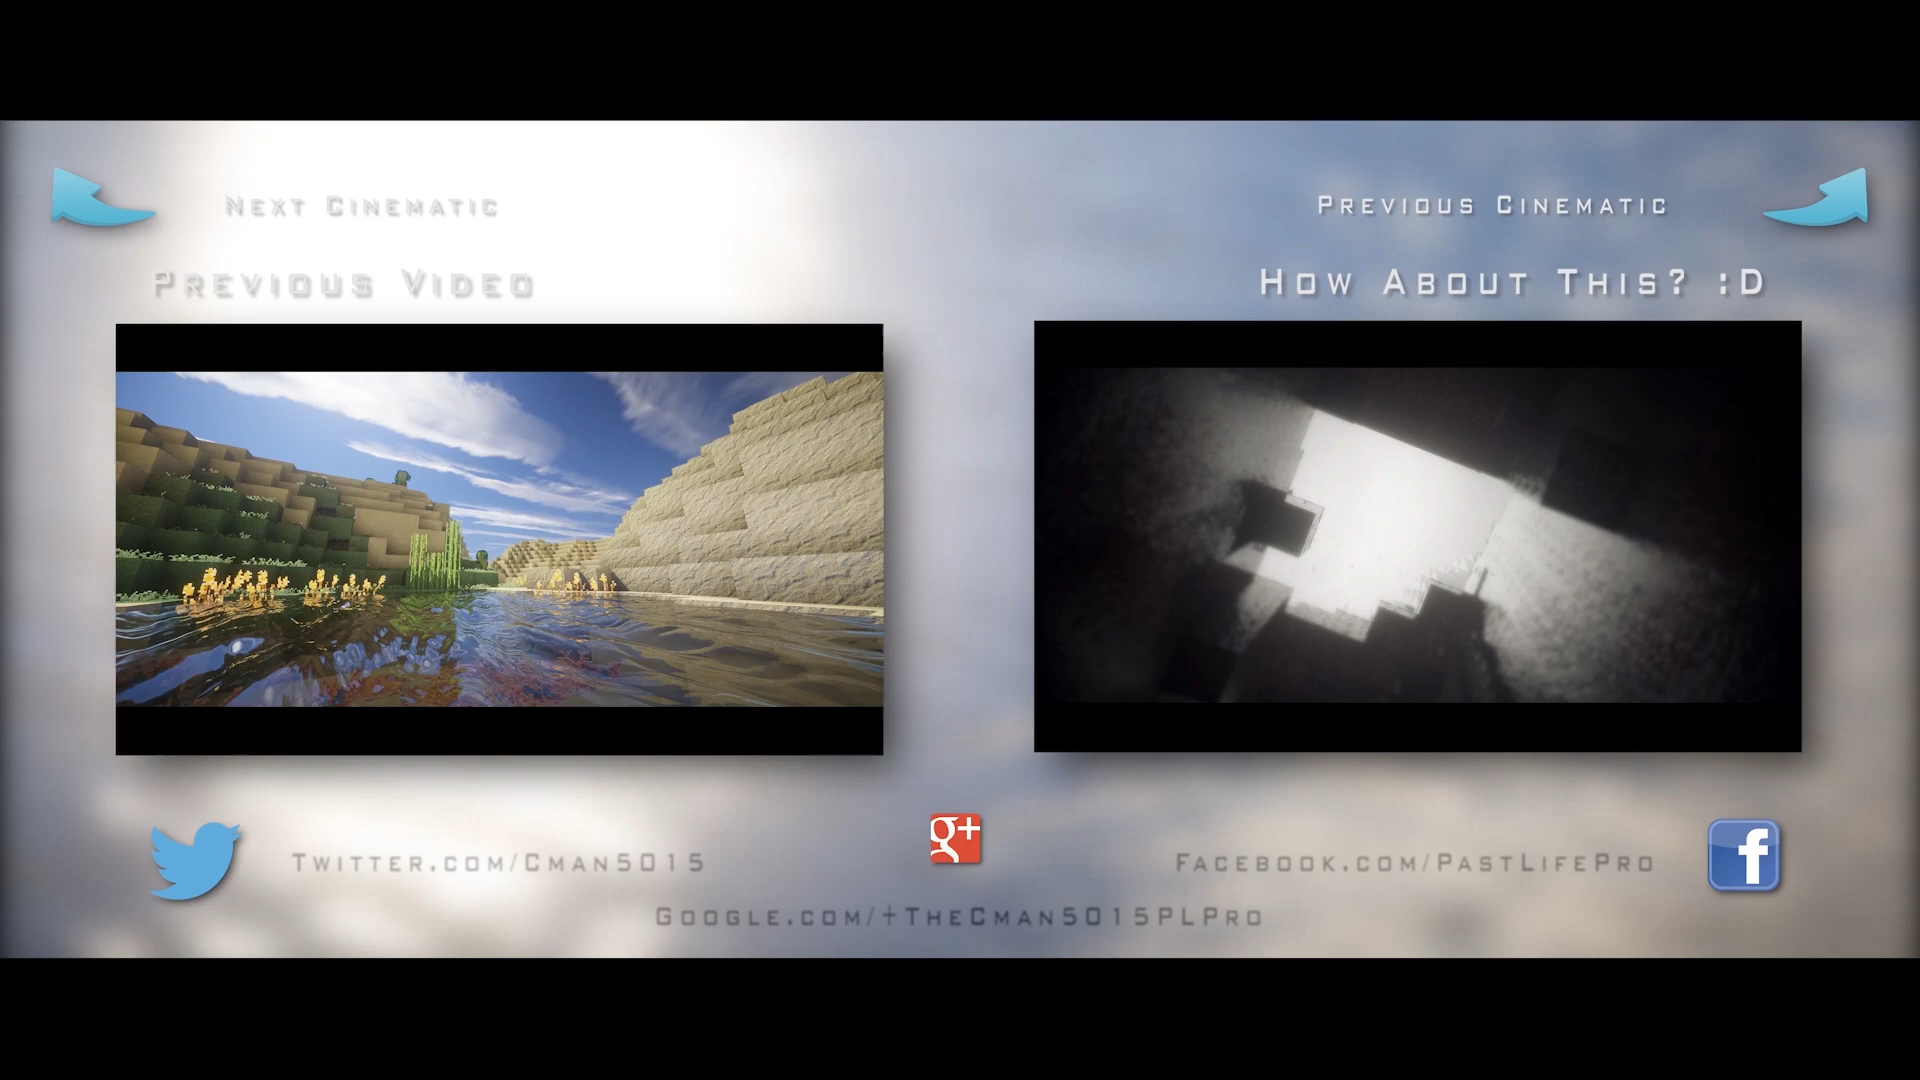 Next Cinematic
Previous Cinematic
Previous Video
How About This? :D
g+
f
Twitter.com/Cman5015
Facebook.com/PastLifePro
Google.com/+TheCman5015PLPro